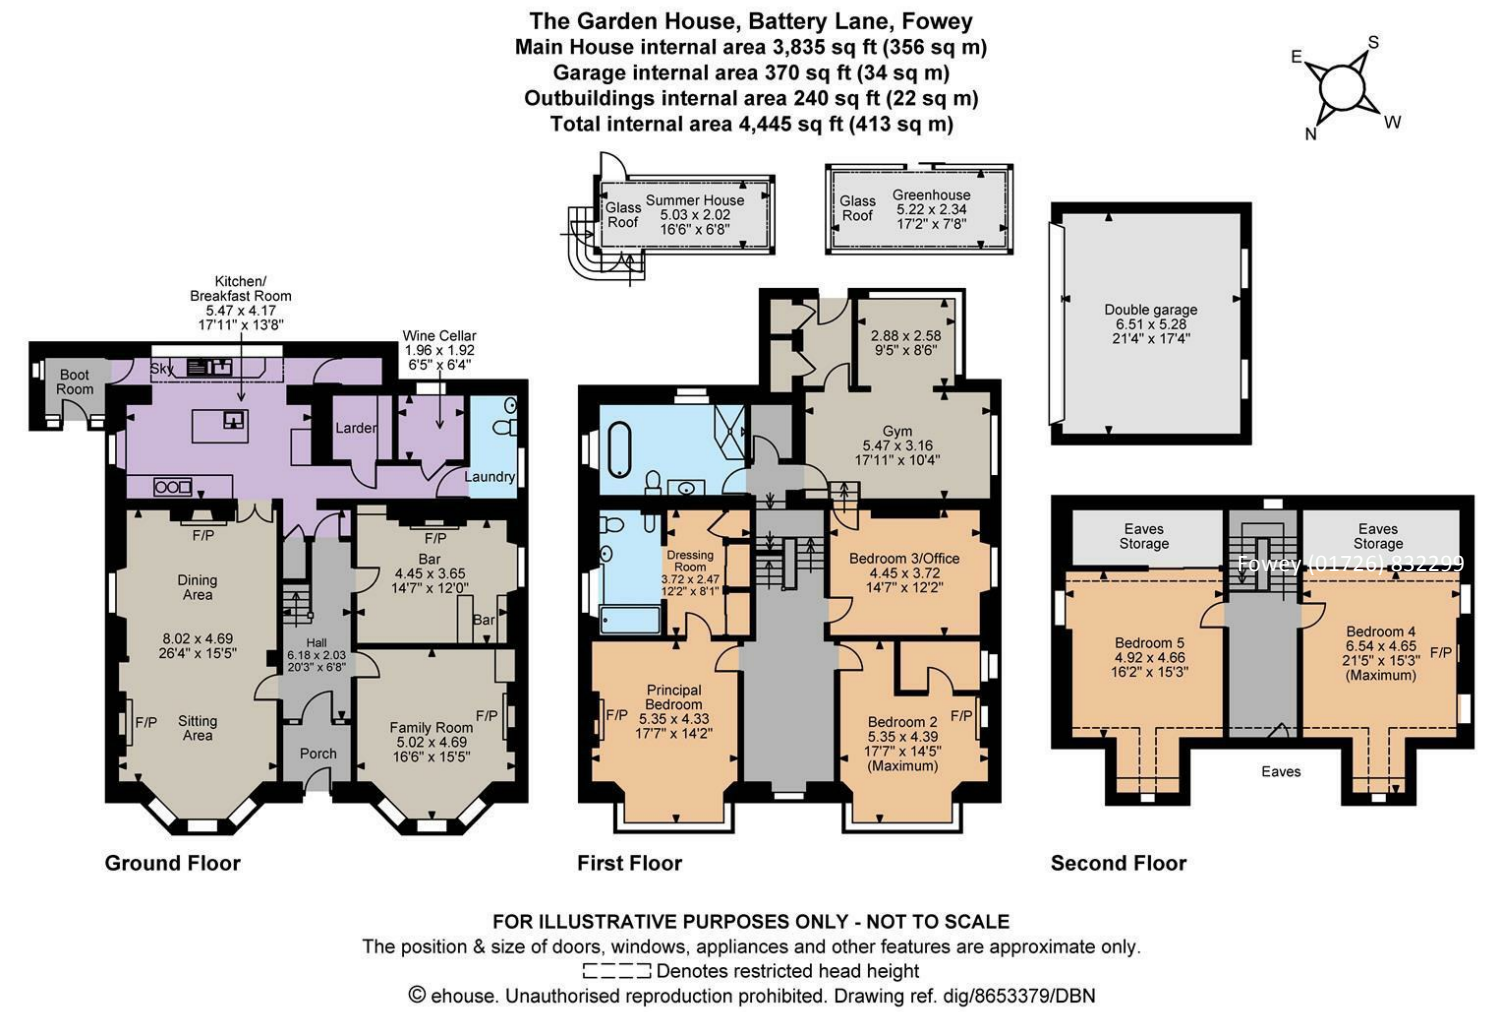 The Garden House, Battery Lane, Fowey
Main House internal area 3,835 sq ft (356 sq m)
Garage internal area 370 sq ft (34 sq m)
Outbuildings internal area 240 sq ft (22 sq m)
Total internal area 4,445 sq ft (413 sq m)
E
S
N
W
Glass
Roof
Summer House
5.03 x 2.02
16'6" x 6'8"
Glass
Roof
Greenhouse
5.22 x 2.34
17'2" x 7'8"
Double garage
6.51 x 5.28
21'4" x 17'4"
Kitchen/
Breakfast Room
5.47 x 4.17
17'11" x 13'8"
Wine Cellar
1.96 x 1.92
6'5" x 6'4"
Boot
Room
Sky
Larder
Laundry
F/P
Dining
Area
8.02 x 4.69
26'4" x 15'5"
F/P
Sitting
Area
Hall
6.18 x 2.03
20'3" x 6'8"
Porch
F/P
Bar
4.45 x 3.65
14'7" x 12'0"
Bar
Family Room
5.02 x 4.69
16'6" x 15'5"
F/P
Ground Floor
2.88 x 2.58
9'5" x 8'6"
Gym
5.47 x 3.16
17'11" x 10'4"
Dressing
Room
3.72 x 2.47
12'2" x 8'1"
Bedroom 3/Office
4.45 x 3.72
14'7" x 12'2"
Principal
Bedroom
5.35 x 4.33
17'7" x 14'2"
F/P
Bedroom 2
5.35 x 4.39
17'7" x 14'5"
(Maximum)
F/P
First Floor
Eaves
Storage
Eaves
Storage
Fowey (01726) 832299
Bedroom 5
4.92 x 4.66
16'2" x 15'3"
Bedroom 4
6.54 x 4.65
21'5" x 15'3"
(Maximum)
F/P
Eaves
Second Floor
FOR ILLUSTRATIVE PURPOSES ONLY - NOT TO SCALE
The position & size of doors, windows, appliances and other features are approximate only.
Denotes restricted head height
© ehouse. Unauthorised reproduction prohibited. Drawing ref. dig/8653379/DBN